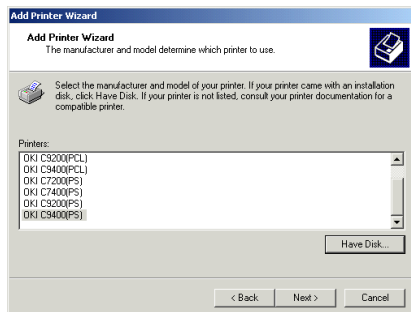 Add Printer Wizard
Add Printer Wizard
The manufacturer and model determine which printer to use.
Select the manufacturer and model of your printer. If your printer came with an installation
disk, click Have Disk. If your printer is not listed, consult your printer documentation for a
compatible printer.
Printers:
OKI C9200(PCL)
OKI C9400(PCL)
OKI C7200(PS)
OKI C7400(PS)
OKI C9200(PS)
OKI C9400(PS)
Have Disk...
< Back Next > Cancel